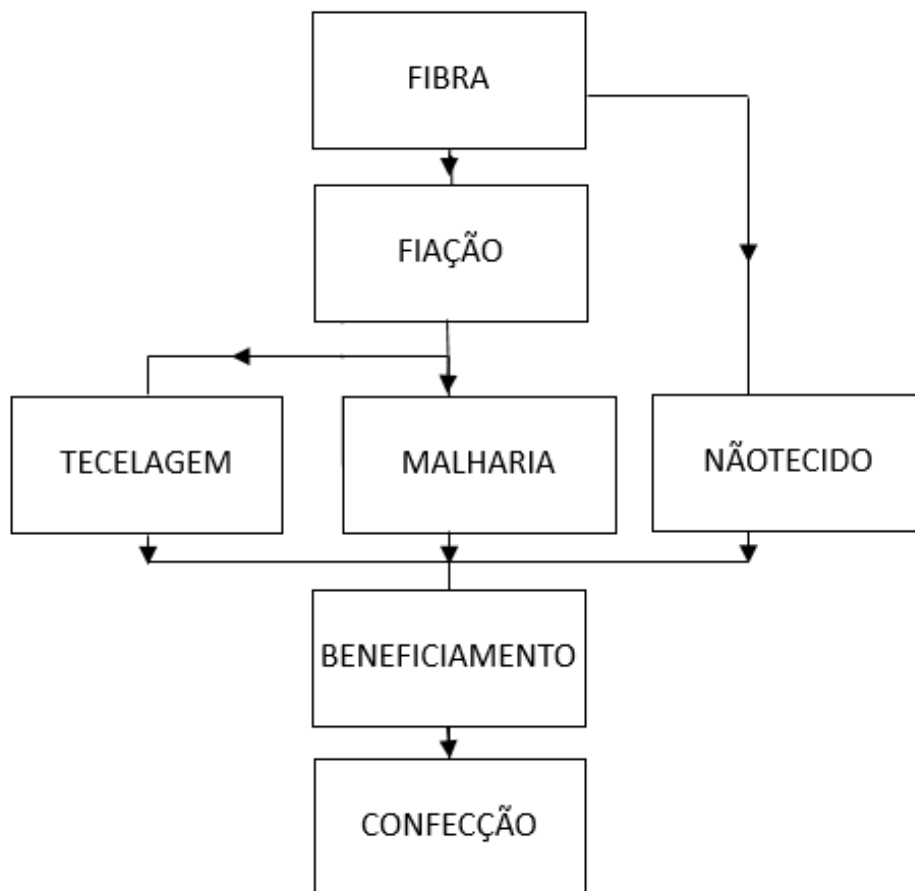 FIBRA
FIAÇÃO
TECELAGEM
MALHARIA
NÃOTECIDO
BENEFICIAMENTO
CONFECÇÃO